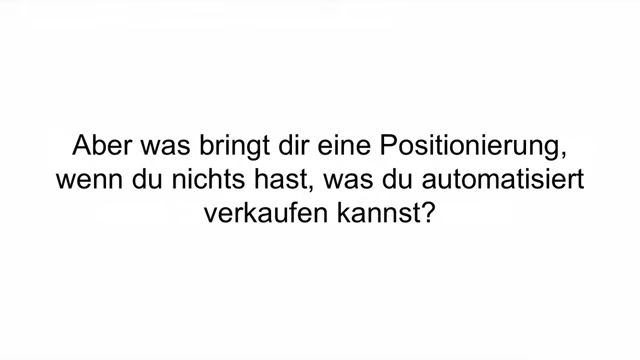 Aber was bringt dir eine Positionierung,
wenn du nichts hast, was du automatisiert
verkaufen kannst?